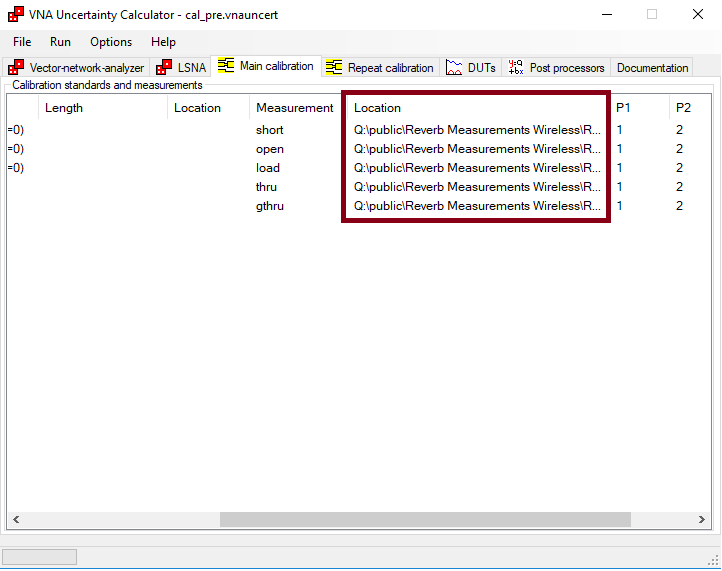 VNA Uncertainty Calculator - cal_pre.vnauncert
File Run Options Help
Vector-network-analyzer LSNA Main calibration Repeat calibration DUTs Post processors Documentation
Calibration standards and measurements
Length Location Measurement Location P1 P2
=0) short Q:\public\Reverb Measurements Wireless\R... 1 2
=0) open Q:\public\Reverb Measurements Wireless\R... 1 2
=0) load Q:\public\Reverb Measurements Wireless\R... 1 2
thru Q:\public\Reverb Measurements Wireless\R... 1 2
gthru Q:\public\Reverb Measurements Wireless\R... 1 2